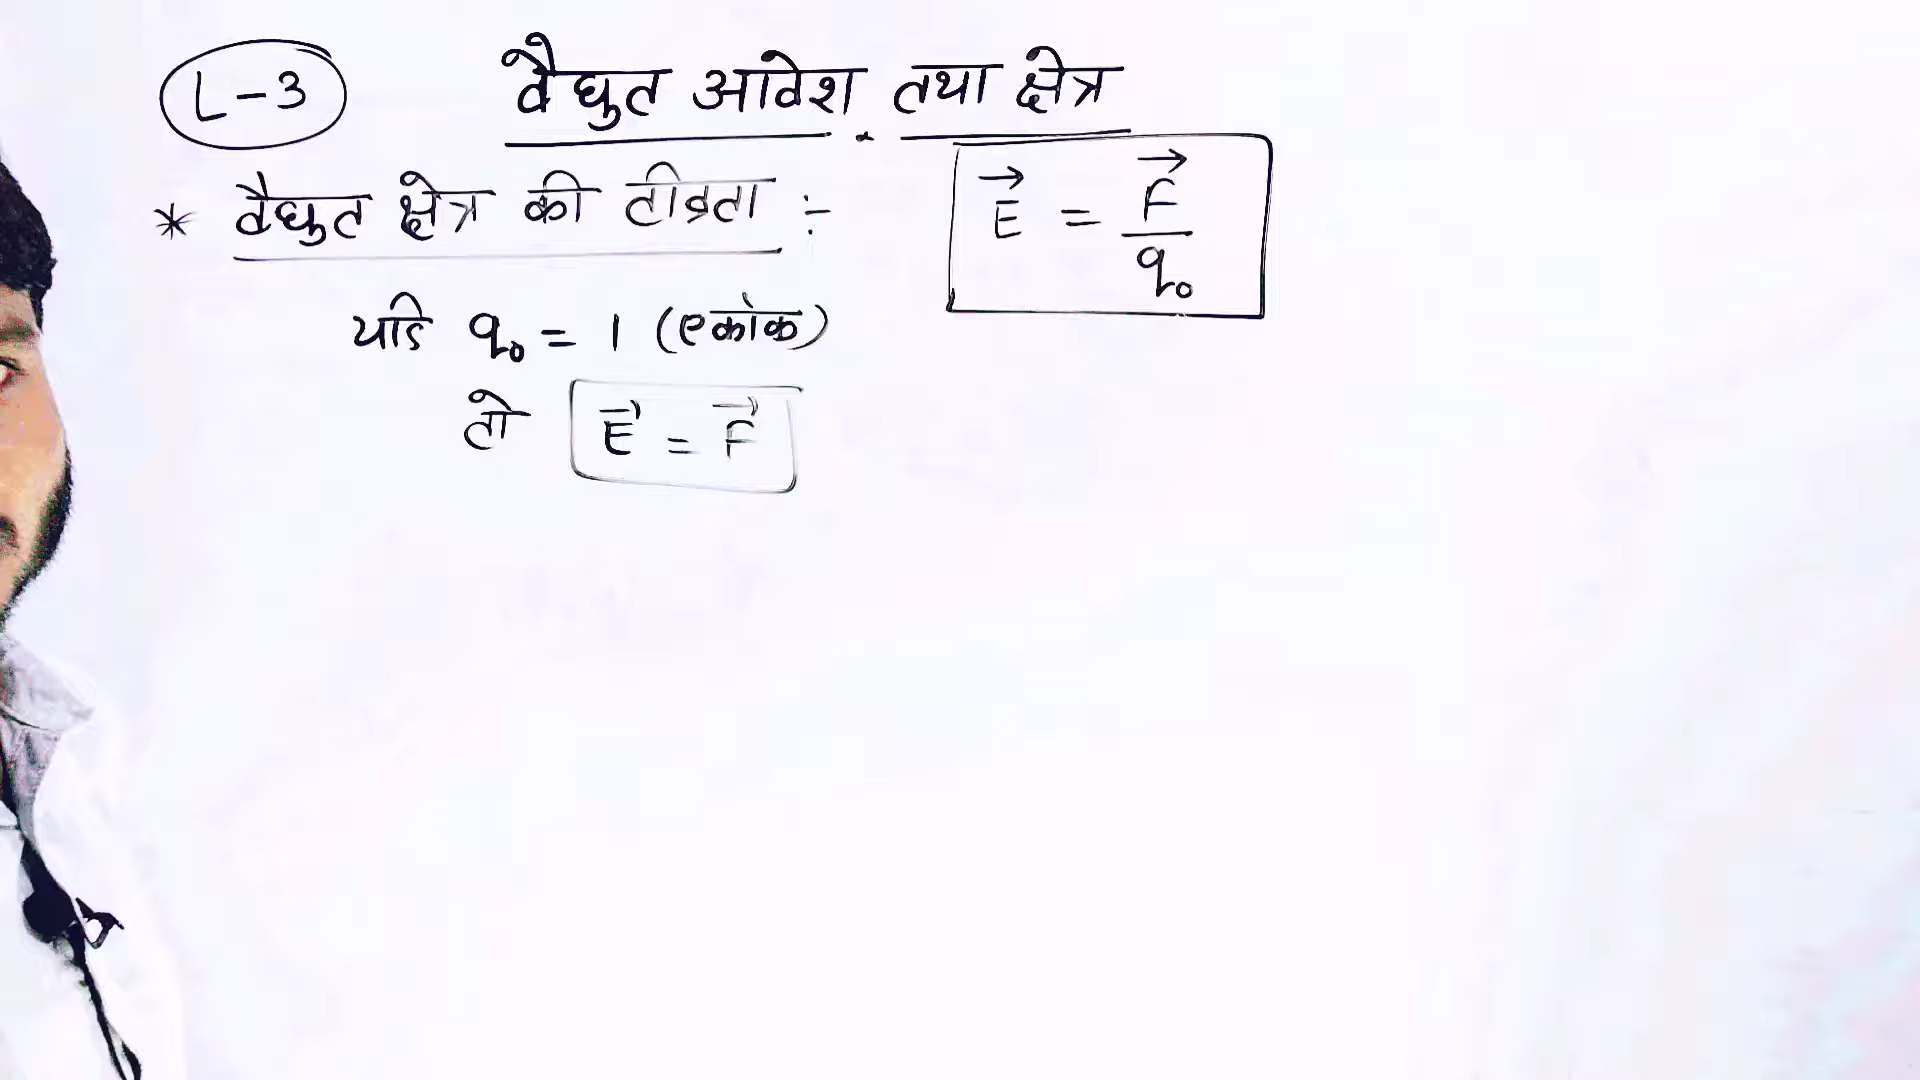 L-3 वैद्युत आवेश तथा क्षेत्र
* वैद्युत क्षेत्र की तीव्रता :- E⃗ = F⃗ / q₀
यदि q₀ = 1 (एकांक)
तो E⃗ = F⃗